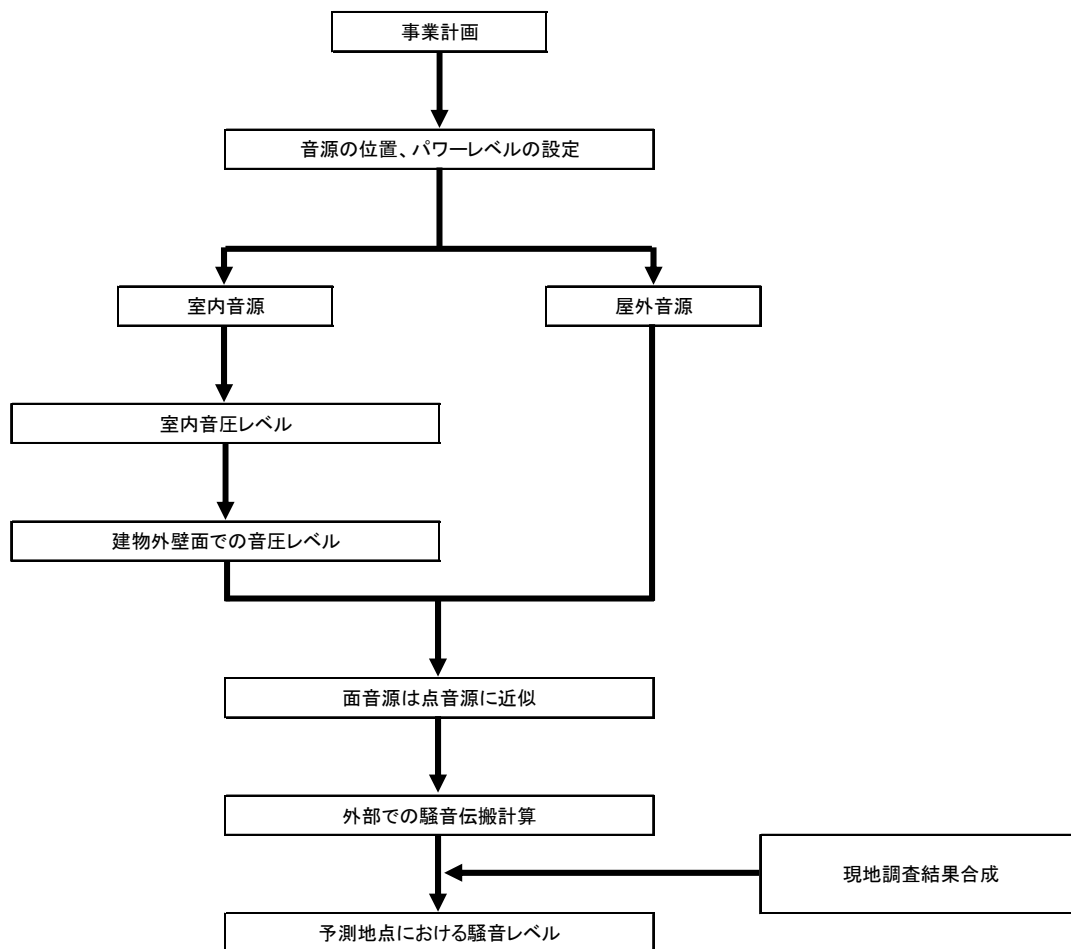 事業計画
音源の位置、パワーレベルの設定
室内音源
屋外音源
室内音圧レベル
建物外壁面での音圧レベル
面音源は点音源に近似
外部での騒音伝搬計算
現地調査結果合成
予測地点における騒音レベル